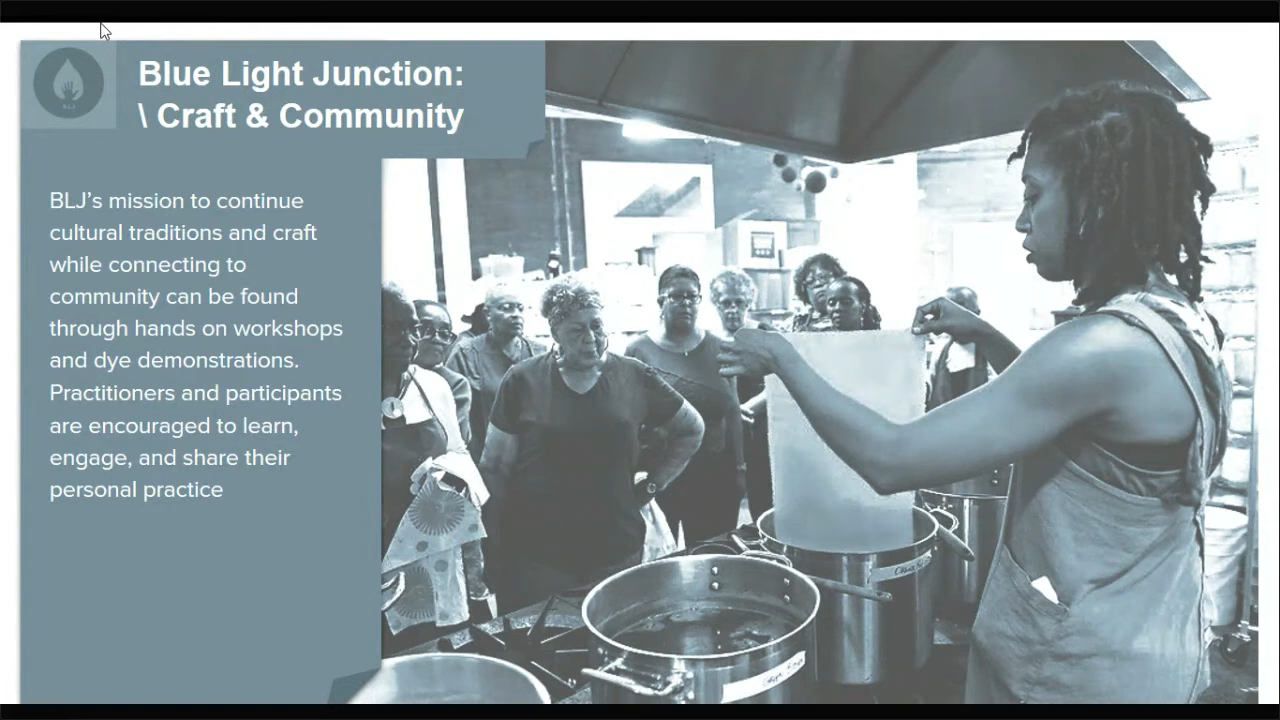 BLJ
Blue Light Junction:
\ Craft & Community
BLJ’s mission to continue
cultural traditions and craft
while connecting to
community can be found
through hands on workshops
and dye demonstrations.
Practitioners and participants
are encouraged to learn,
engage, and share their
personal practice